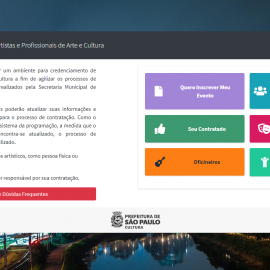 tistas e Profissionais de Arte e Cultura
r um ambiente para credenciamento de
ultura a fim de agilizar os processos de
realizados pela Secretaria Municipal de
s poderão atualizar suas informações e
para o processo de contratação. Como o
sistema da programação, a medida que o
ncontra-se atualizado, o processo de
ilizado.
os artísticos, como pessoa física ou
r responsável por sua contratação.
Dúvidas Frequentes
Quero Inscrever Meu
Evento
Sou Contratado
Oficineiros
PREFEITURA DE
SÃO PAULO
CULTURA